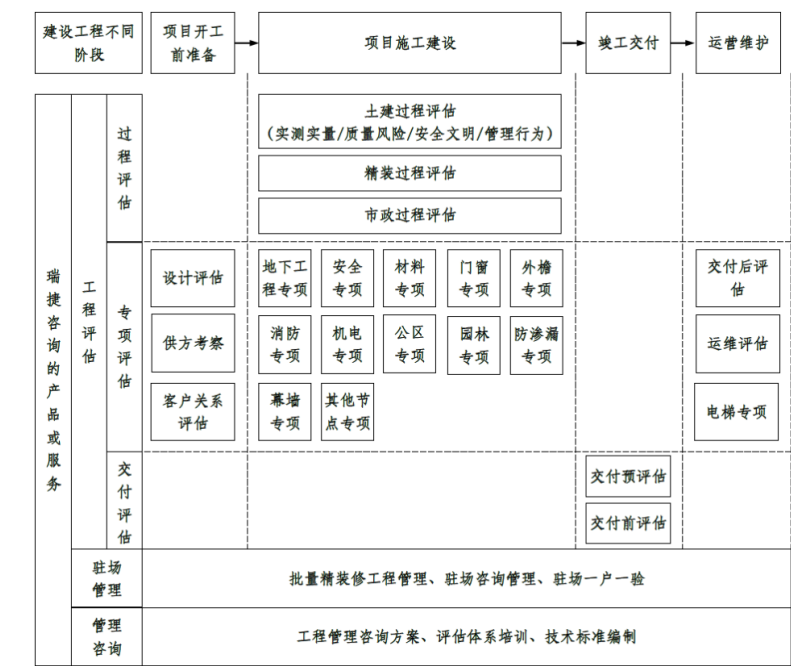 建设工程不同
阶段
项目开工
前准备
项目施工建设
竣工交付
运营维护
瑞捷咨询的产品或服务
工程评估
过程评估
土建过程评估
（实测实量/质量风险/安全文明/管理行为）
精装过程评估
市政过程评估
专项评估
设计评估
供方考察
客户关系
评估
地下工
程专项
安全
专项
材料
专项
门窗
专项
外檐
专项
消防
专项
机电
专项
公区
专项
园林
专项
防渗漏
专项
幕墙
专项
其他节
点专项
交付后评
估
运维评估
电梯专项
交付评估
交付预评估
交付前评估
驻场
管理
批量精装修工程管理、驻场咨询管理、驻场一户一验
管理
咨询
工程管理咨询方案、评估体系培训、技术标准编制